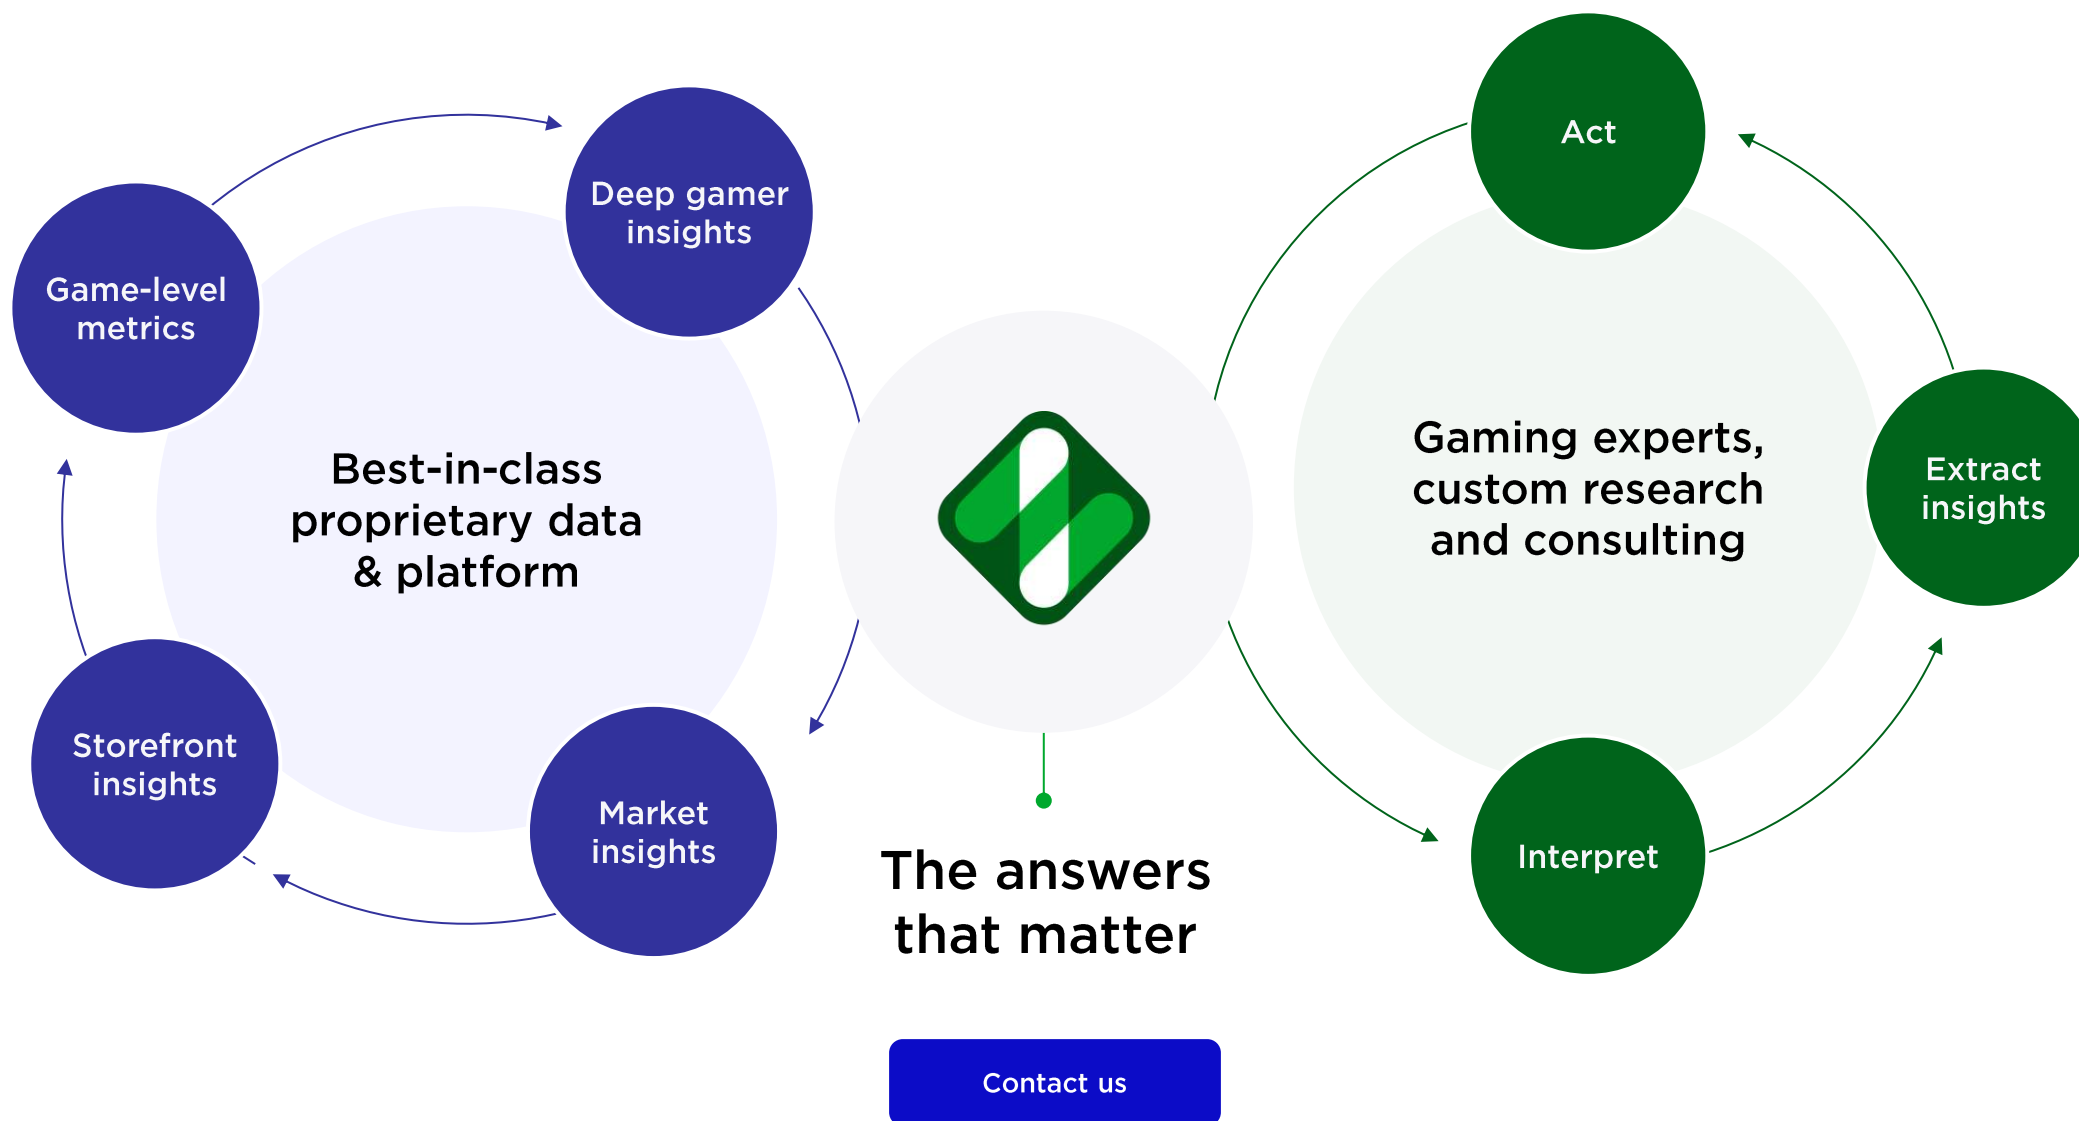 Act
Deep gamer
insights
Game-level
metrics
Best-in-class
proprietary data
& platform
Gaming experts,
custom research
and consulting
Extract
insights
Storefront
insights
Market
insights
Interpret
The answers
that matter
Contact us